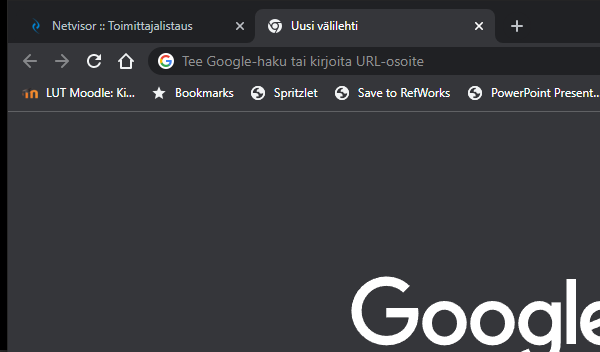 Netvisor :: Toimittajalistaus
Uusi välilehti
Tee Google-haku tai kirjoita URL-osoite
LUT Moodle: Ki... Bookmarks Spritzlet Save to RefWorks PowerPoint Present...
Google